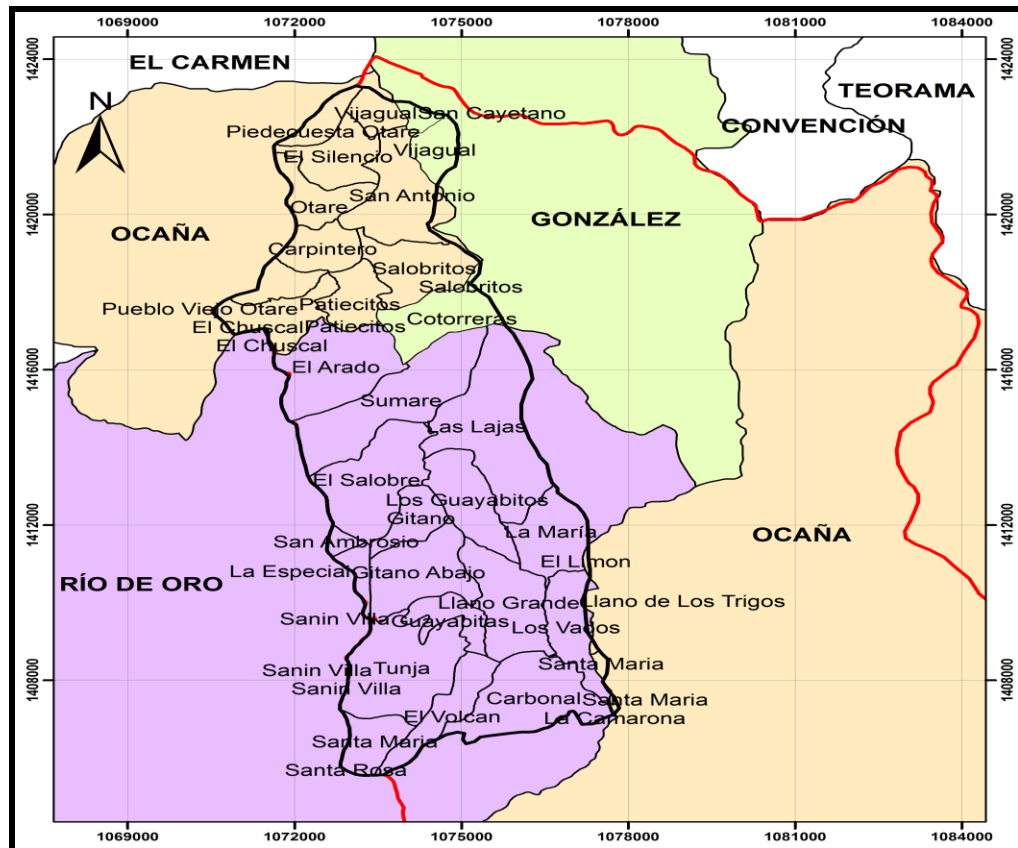 1069000 1072000 1075000 1078000 1081000 1084000
1424000
1424000
EL CARMEN
TEORAMA
N
Vijagual San Cayetano
CONVENCIÓN
Piedecuesta Otare
Vijagual
El Silencio
San Antonio
Otare
1420000
1420000
GONZÁLEZ
OCAÑA
Carpintero
Salobritos
Salobritos
Pueblo Viejo Otare
Patiecitos
Cotorreras
El Chuscal
Patiecitos
El Chuscal
1416000
1416000
El Arado
Sumare
Las Lajas
El Salobre
Los Guayabitos
Gitano
1412000
1412000
La María
OCAÑA
San Ambrosio
El Limon
La Especial
Gitano Abajo
RÍO DE ORO
Llano Grande
Llano de Los Trigos
Sanin Villa
Guayabitas
Los Vagos
Santa Maria
Sanin Villa
Tunja
1408000
1408000
Sanin Villa
Carbonal
Santa Maria
El Volcan
La Camarona
Santa Maria
Santa Rosa
1069000 1072000 1075000 1078000 1081000 1084000